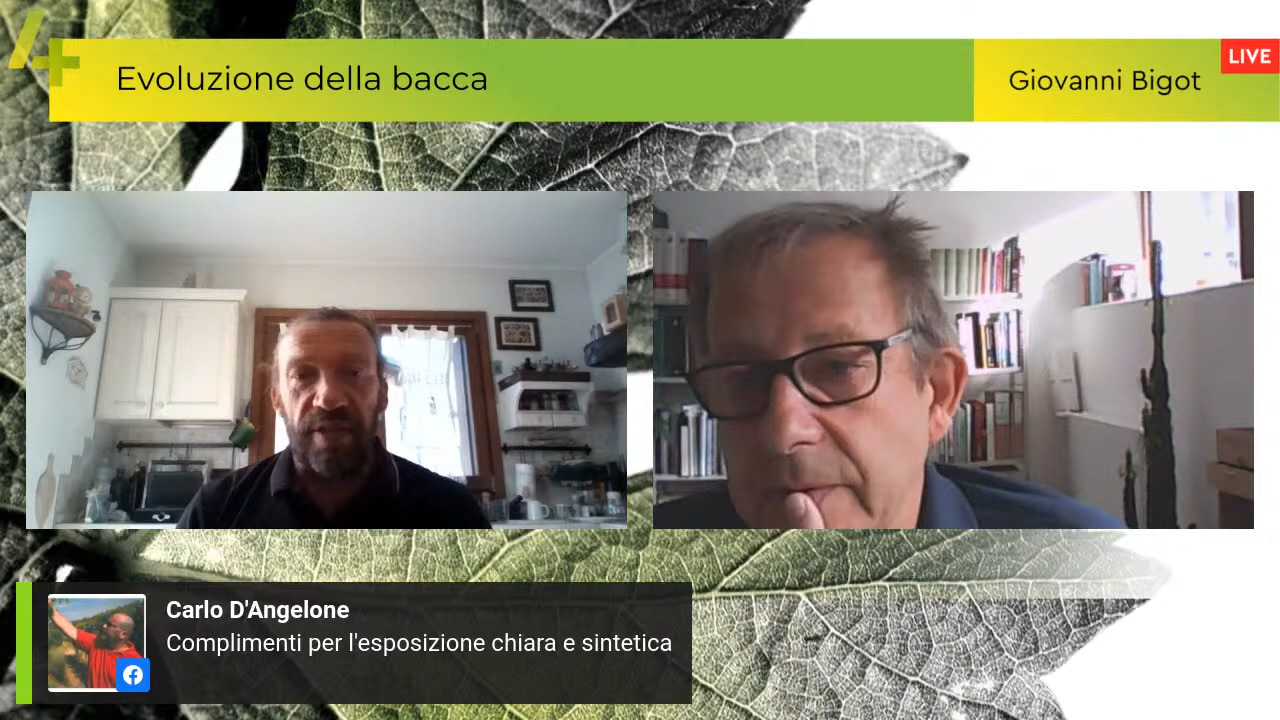 Evoluzione della bacca
Giovanni Bigot
LIVE
Carlo D'Angelone
Complimenti per l'esposizione chiara e sintetica